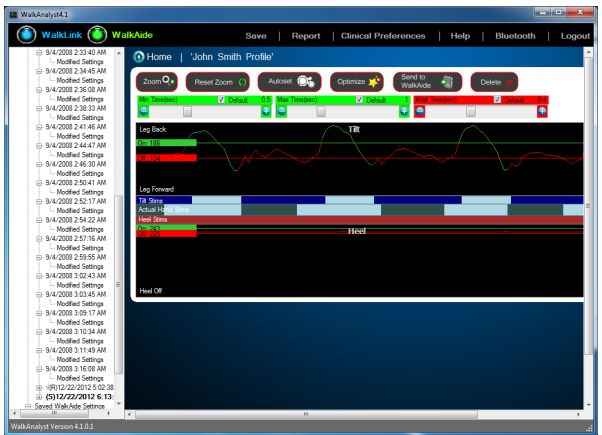 WalkAnalyst4.1
WalkLink WalkAide Save | Report | Clinical Preferences | Help | Bluetooth | Logout
Home | 'John Smith Profile'
Zoom Reset Zoom Autoset Optimize Send to WalkAide Delete
Min Time(sec) Default 0.5 Max Time(sec) Default 1 Wait Time(sec) Default 0.4
Leg Back
Tilt
On: 186
Off: 134
Leg Forward
Tilt Stims
Actual Hand Stims
Heel Stims
On: 243
Heel
Heel Off
9/4/2008 2:33:40 AM
Modified Settings
9/4/2008 2:34:45 AM
Modified Settings
9/4/2008 2:36:08 AM
Modified Settings
9/4/2008 2:38:33 AM
Modified Settings
9/4/2008 2:41:46 AM
Modified Settings
9/4/2008 2:44:47 AM
Modified Settings
9/4/2008 2:46:30 AM
Modified Settings
9/4/2008 2:50:41 AM
Modified Settings
9/4/2008 2:52:17 AM
Modified Settings
9/4/2008 2:54:22 AM
Modified Settings
9/4/2008 2:57:16 AM
Modified Settings
9/4/2008 2:59:55 AM
Modified Settings
9/4/2008 3:02:43 AM
Modified Settings
9/4/2008 3:03:45 AM
Modified Settings
9/4/2008 3:09:17 AM
Modified Settings
9/4/2008 3:10:34 AM
Modified Settings
9/4/2008 3:11:49 AM
Modified Settings
9/4/2008 3:16:08 AM
Modified Settings
√(R)12/22/2012 5:02:38
(S)12/22/2012 6:13:
Saved WalkAide Settings
WalkAnalyst Version 4.1.0.1